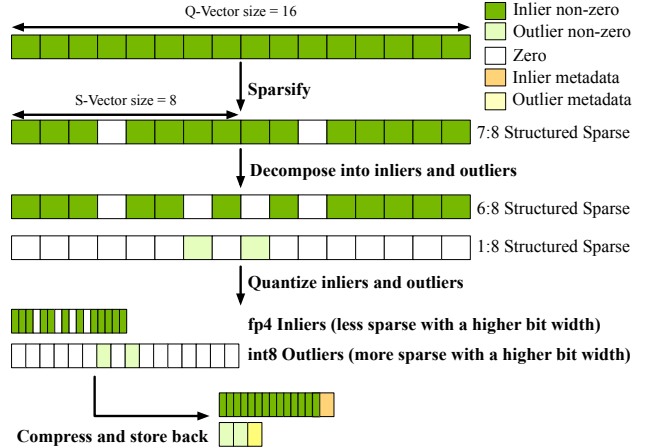 Q-Vector size = 16
Inlier non-zero
Outlier non-zero
Zero
Inlier metadata
Outlier metadata
Sparsify
S-Vector size = 8
7:8 Structured Sparse
Decompose into inliers and outliers
6:8 Structured Sparse
1:8 Structured Sparse
Quantize inliers and outliers
fp4 Inliers (less sparse with a higher bit width)
int8 Outliers (more sparse with a higher bit width)
Compress and store back